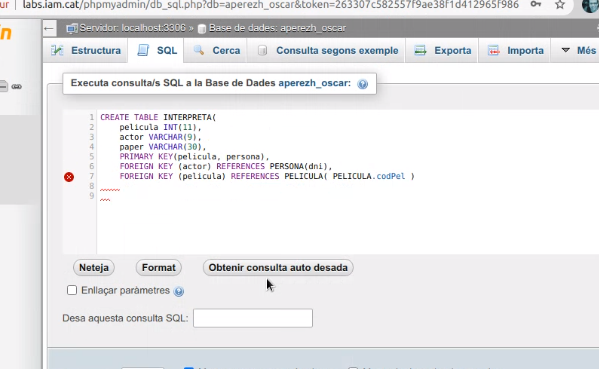 ur
labs.iam.cat/phpmyadmin/db_sql.php?db=aperezh_oscar&token=263307c582557f9ae38f1d412965f986
Servidor: localhost:3306 » Base de dades: aperezh_oscar
Estructura SQL Cerca Consulta segons exemple Exporta Importa Més
Executa consulta/s SQL a la Base de Dades aperezh_oscar:
1 CREATE TABLE INTERPRETA(
2 pelicula INT(11),
3 actor VARCHAR(9),
4 paper VARCHAR(30),
5 PRIMARY KEY(pelicula, persona),
6 FOREIGN KEY (actor) REFERENCES PERSONA(dni),
7 FOREIGN KEY (pelicula) REFERENCES PELICULA( PELICULA.codPel )
8
9
Neteja Format Obtenir consulta auto desada
Enllaçar paràmetres
Desa aquesta consulta SQL: